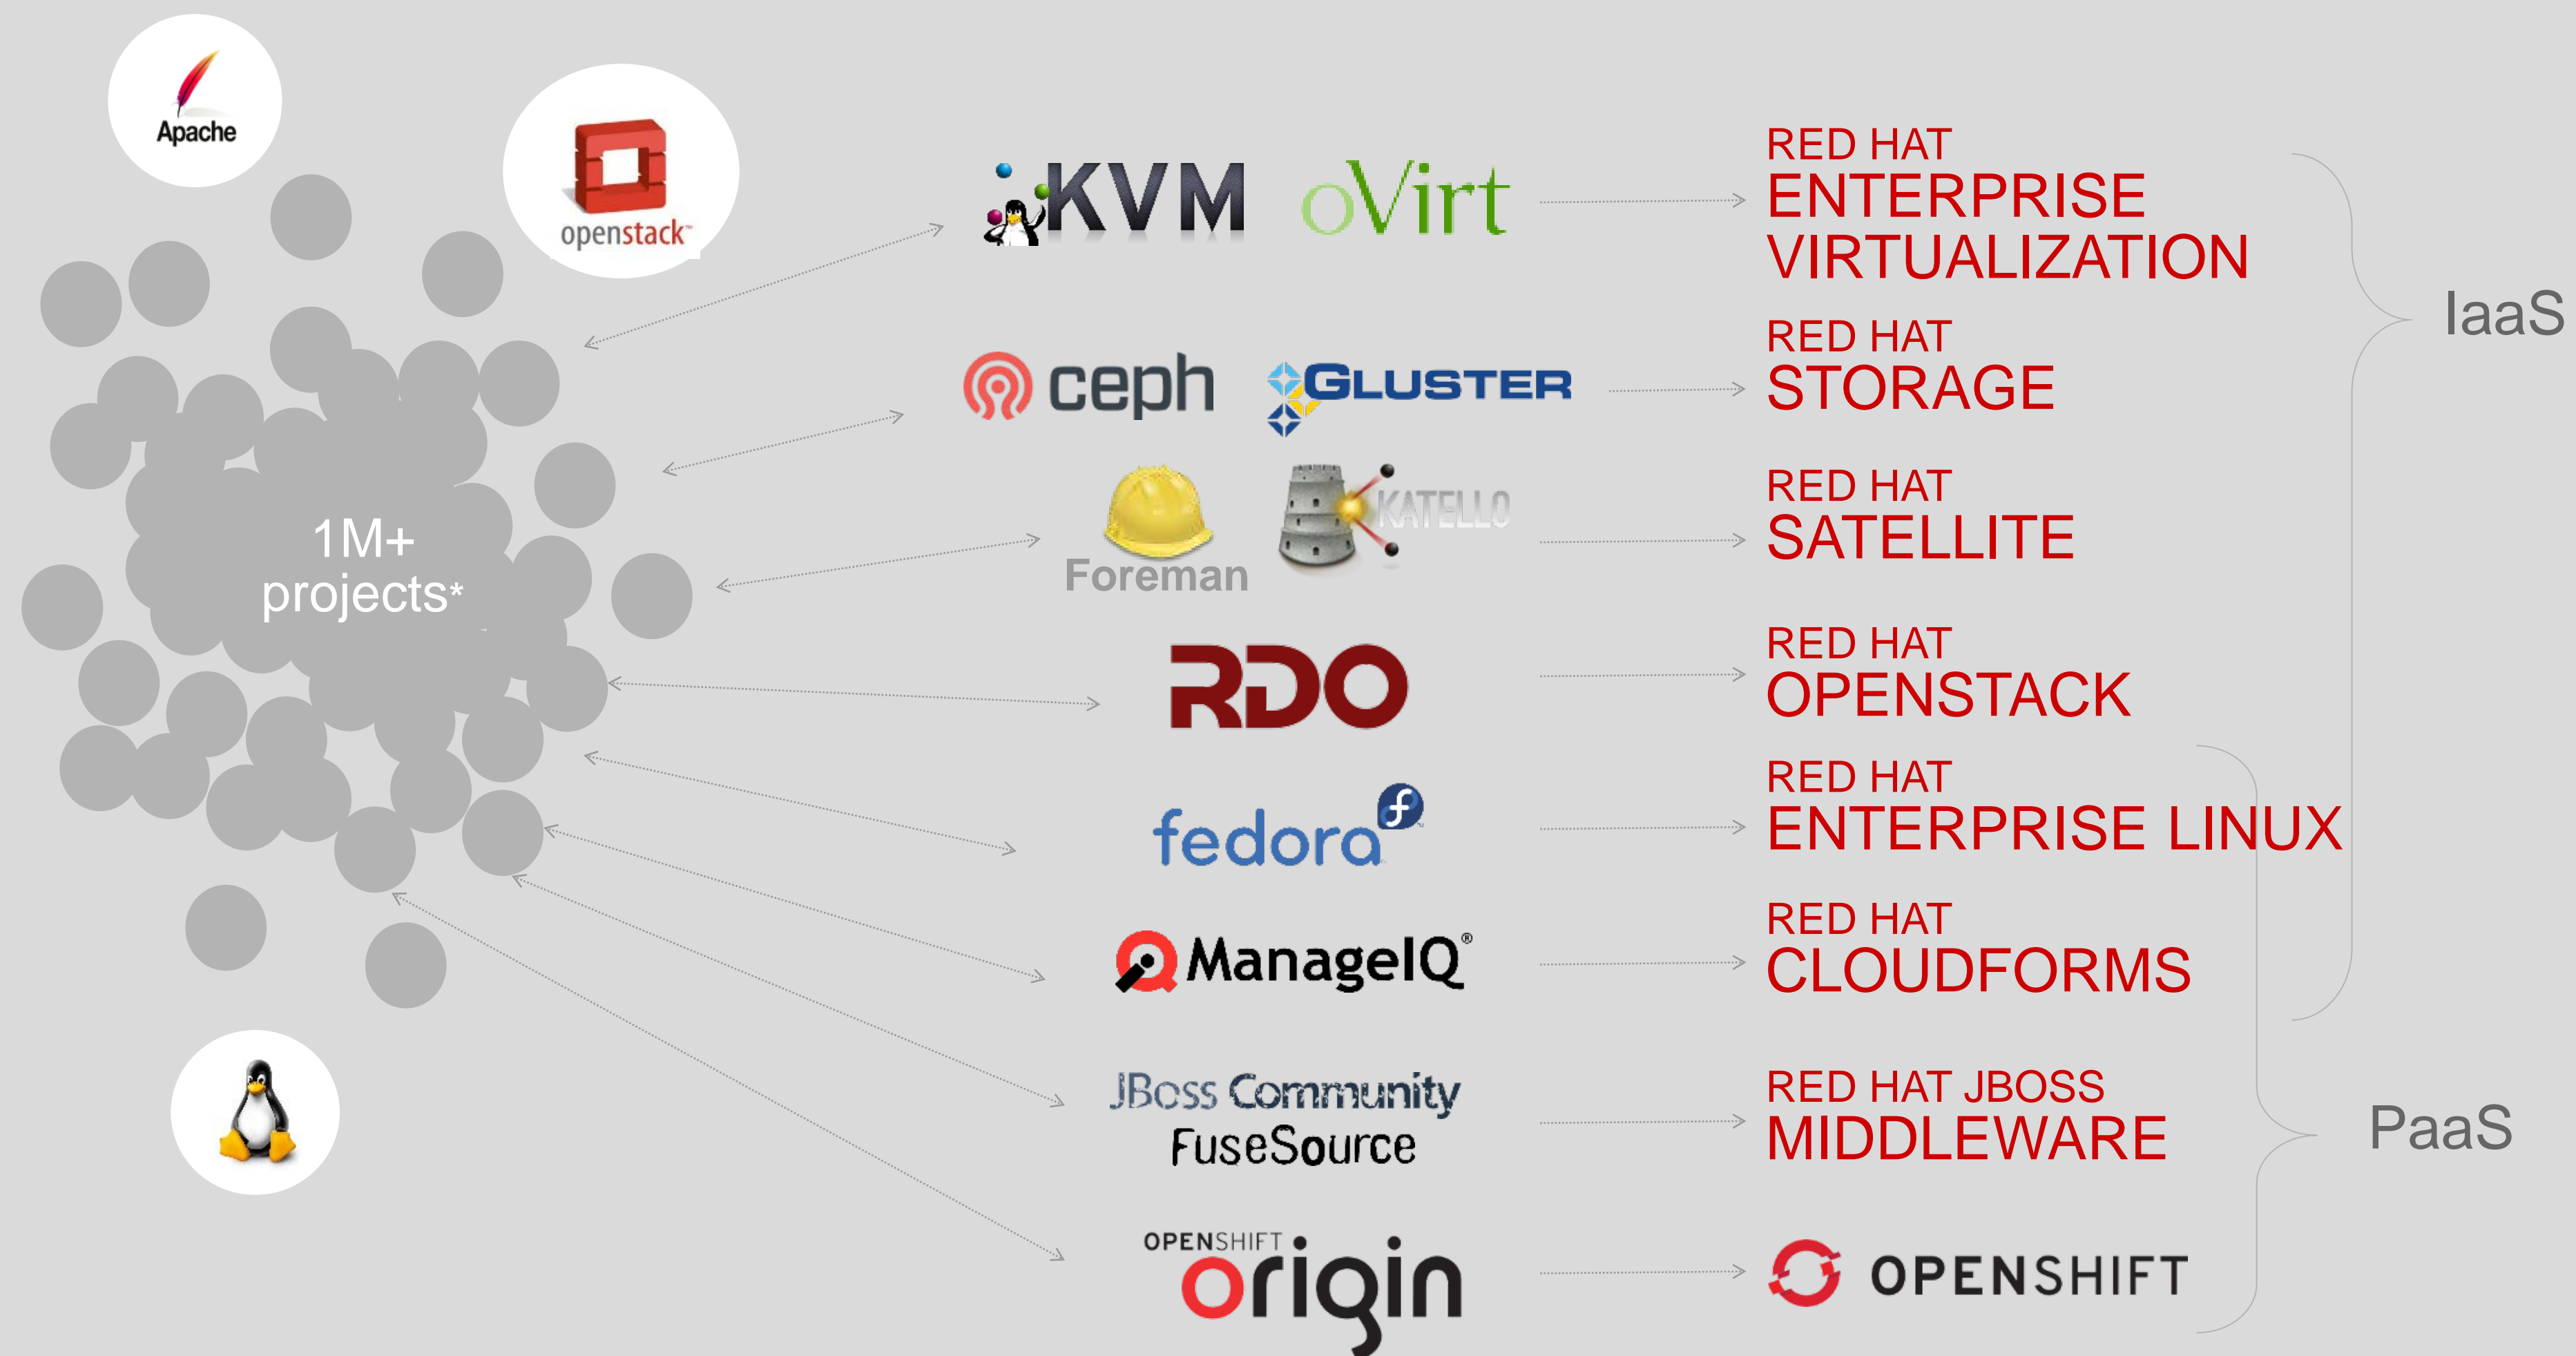 Apache
openstack™
1M+
projects*
KVM
oVirt
RED HAT
ENTERPRISE
VIRTUALIZATION
ceph
GLUSTER
RED HAT
STORAGE
Foreman
KATELLO
RED HAT
SATELLITE
RDO
RED HAT
OPENSTACK
fedora
RED HAT
ENTERPRISE LINUX
ManageIQ®
RED HAT
CLOUDFORMS
JBoss Community
FuseSource
RED HAT JBOSS
MIDDLEWARE
OPENSHIFT
origin
OPENSHIFT
IaaS
PaaS